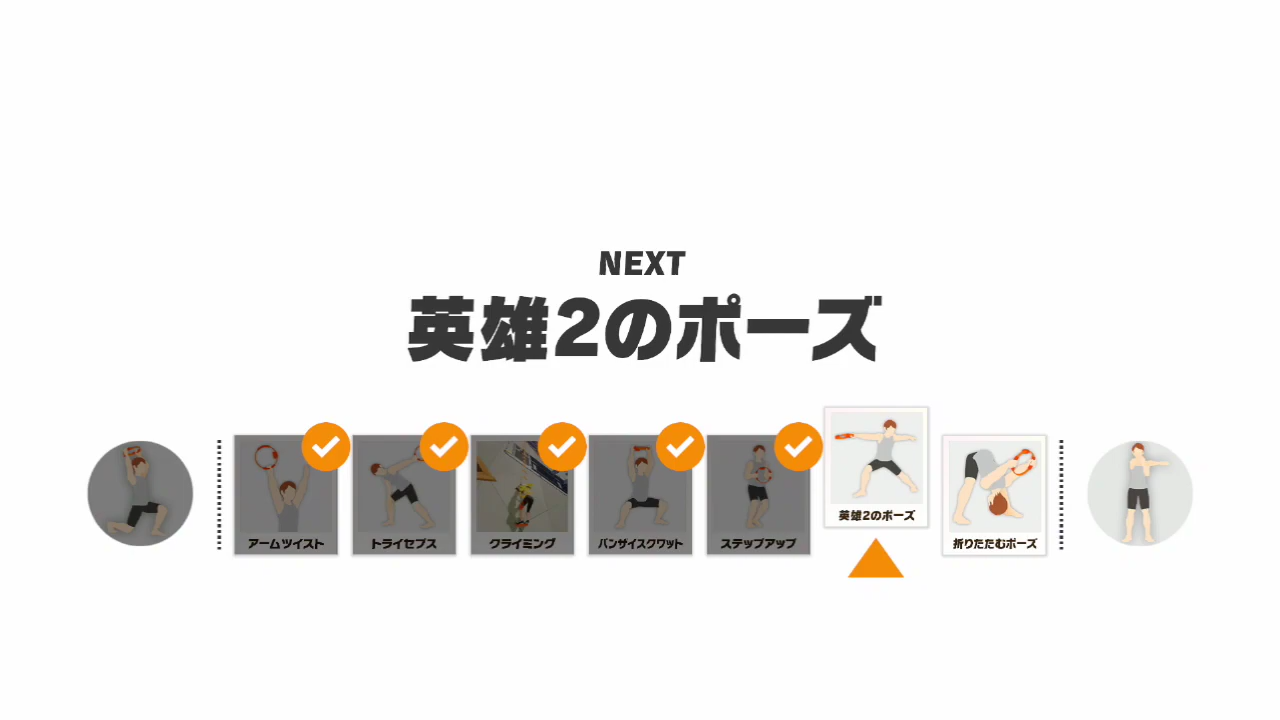 NEXT
英雄2のポーズ
アームツイスト
トライセプス
クライミング
バンザイスクワット
ステップアップ
英雄2のポーズ
折りたたむポーズ